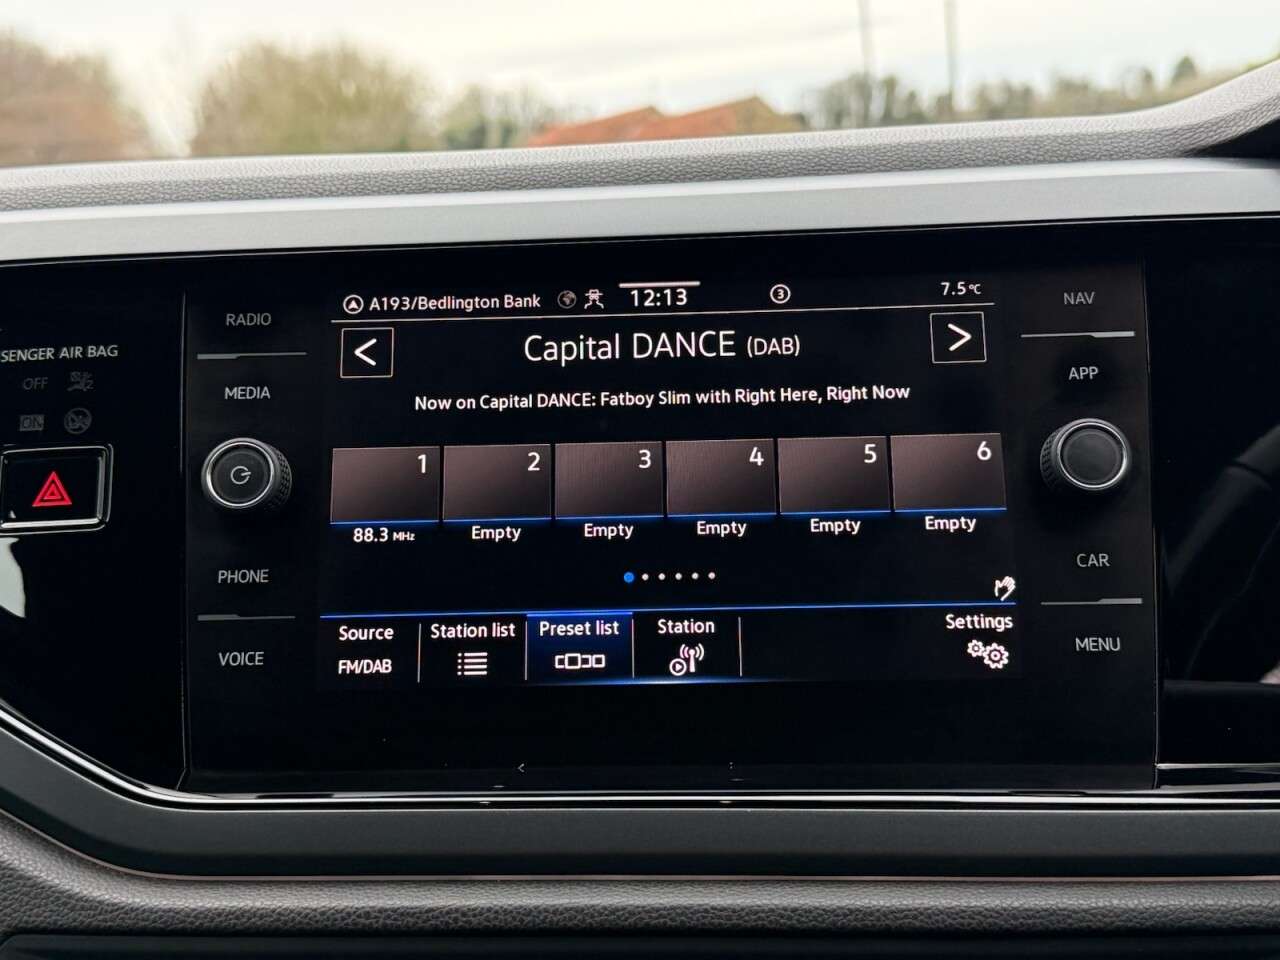 A193/Bedlington Bank 12:13 3 7.5°C
< Capital DANCE (DAB) >
Now on Capital DANCE: Fatboy Slim with Right Here, Right Now
1 2 3 4 5 6
88.3 MHz Empty Empty Empty Empty Empty
Source Station list Preset list Station Settings
FM/DAB
RADIO
MEDIA
PHONE
VOICE
NAV
APP
CAR
MENU
SENGER AIR BAG
OFF
ON